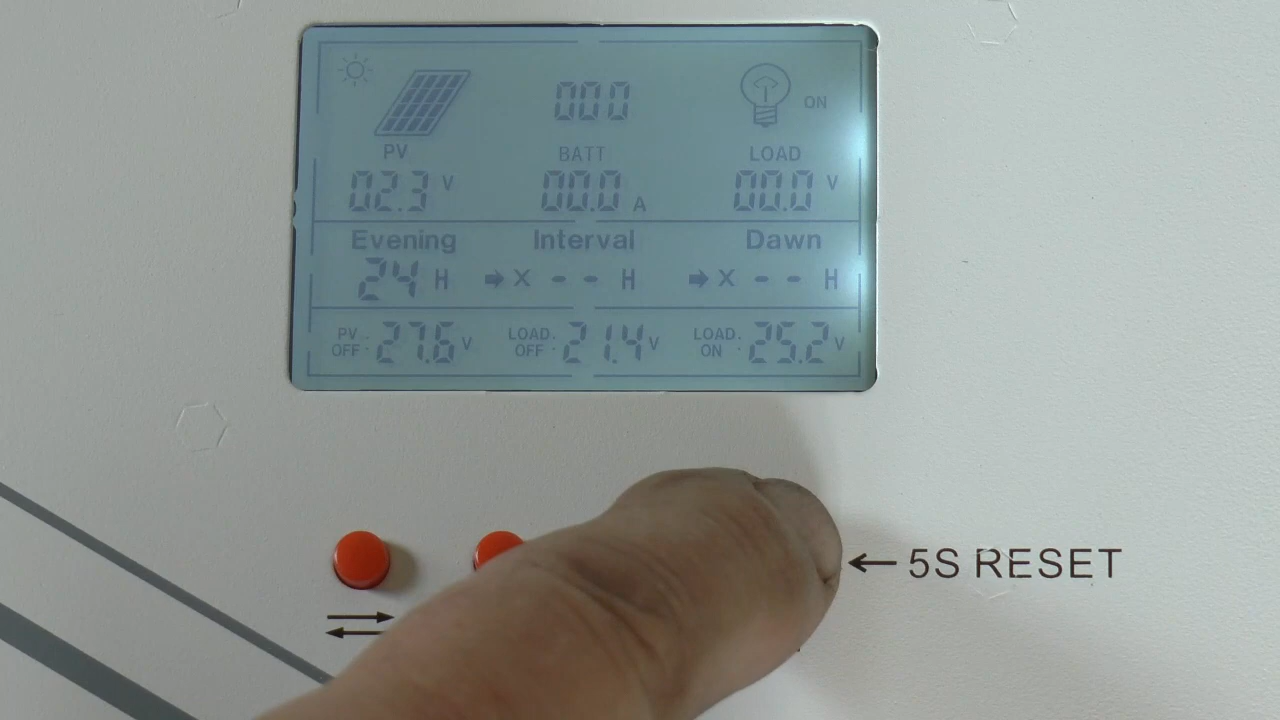 000
ON
PV BATT LOAD
02.3 V 00.0 A 00.0 V
Evening Interval Dawn
24 H X -- H X -- H
PV OFF 27.6 V LOAD OFF 21.4 V LOAD ON 25.2 V
5S RESET